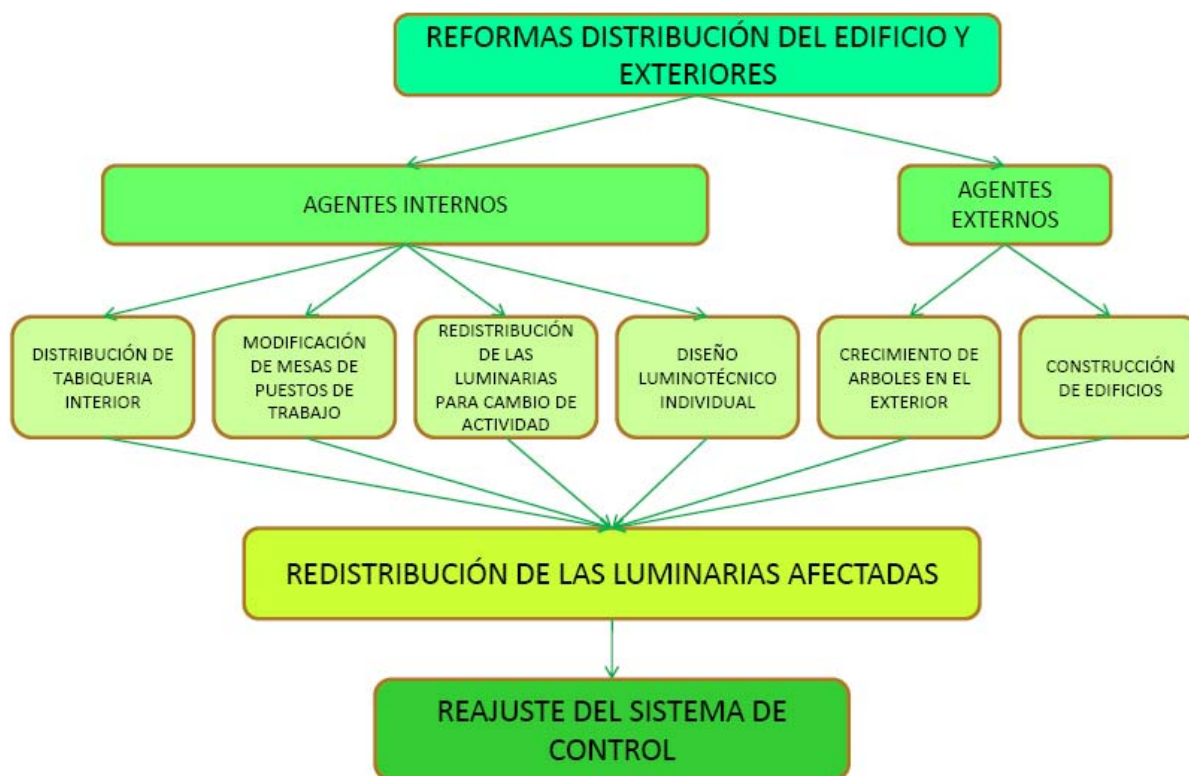 REFORMAS DISTRIBUCIÓN DEL EDIFICIO Y
EXTERIORES
AGENTES INTERNOS
AGENTES
EXTERNOS
DISTRIBUCIÓN DE
TABIQUERIA
INTERIOR
MODIFICACIÓN
DE MESAS DE
PUESTOS DE
TRABAJO
REDISTRIBUCIÓN
DE LAS
LUMINARIAS
PARA CAMBIO DE
ACTIVIDAD
DISEÑO
LUMINOTÉCNICO
INDIVIDUAL
CRECIMIENTO DE
ARBOLES EN EL
EXTERIOR
CONSTRUCCIÓN
DE EDIFICIOS
REDISTRIBUCIÓN DE LAS LUMINARIAS AFECTADAS
REAJUSTE DEL SISTEMA DE
CONTROL